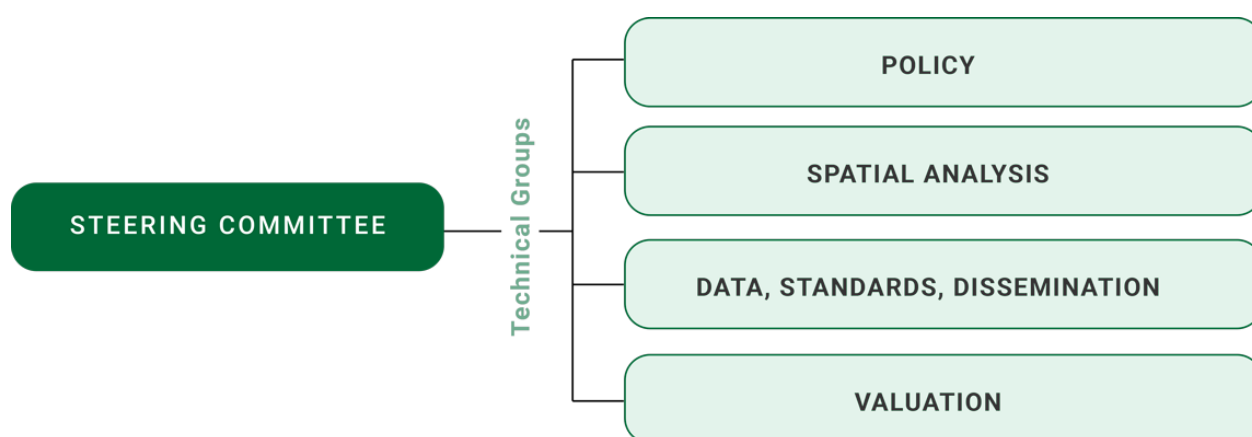 STEERING COMMITTEE
Technical Groups
POLICY
SPATIAL ANALYSIS
DATA, STANDARDS, DISSEMINATION
VALUATION